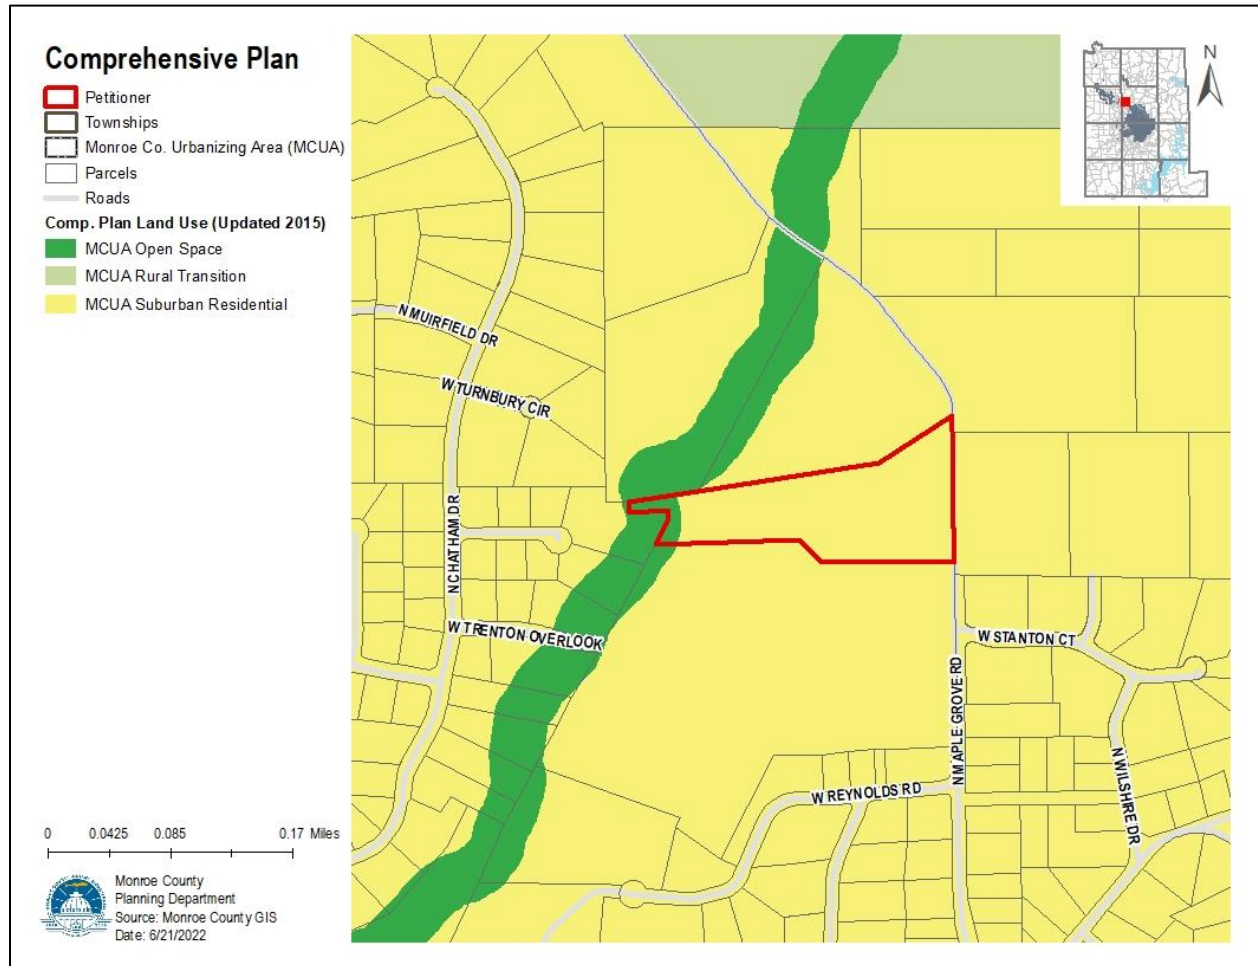 Comprehensive Plan
Petitioner
Townships
Monroe Co. Urbanizing Area (MCUA)
Parcels
Roads
Comp. Plan Land Use (Updated 2015)
MCUA Open Space
MCUA Rural Transition
MCUA Suburban Residential
N
N MUIRFIELD DR
W TURNBURY CIR
N CHATHAM DR
W TRENTON OVERLOOK
W STANTON CT
N MAPLE GROVE RD
W REYNOLDS RD
N WILSHIRE DR
0 0.0425 0.085 0.17 Miles
Monroe County
Planning Department
Source: Monroe County GIS
Date: 6/21/2022